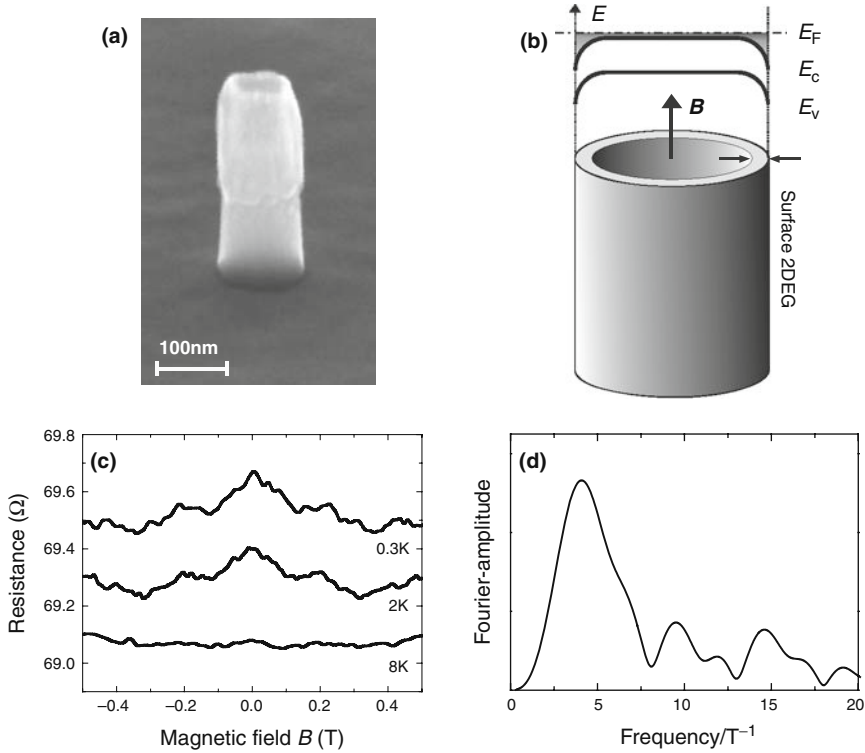 (a)
100nm
(b)
E
E_F
E_c
E_v
B
Surface 2DEG
(c)
69.8
69.6
69.4
69.2
69.0
Resistance (Ω)
0.3K
2K
8K
−0.4
−0.2
0.0
0.2
0.4
Magnetic field B (T)
(d)
Fourier-amplitude
0
5
10
15
20
Frequency/T⁻¹